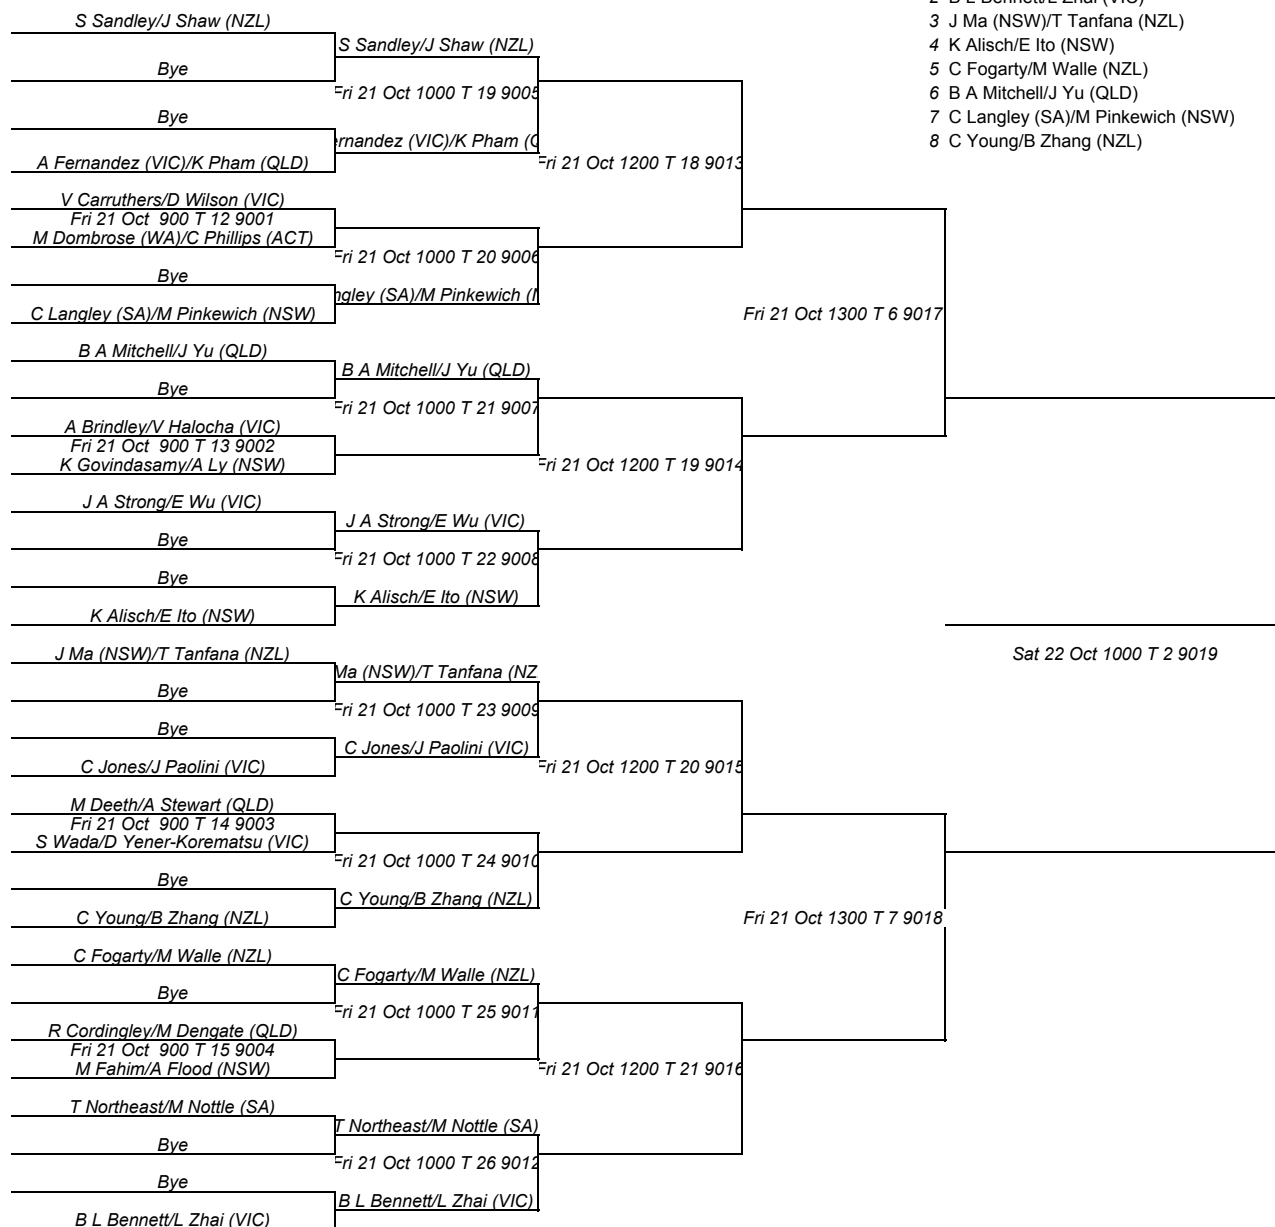 S Sandley/J Shaw (NZL)
Bye
Bye
A Fernandez (VIC)/K Pham (QLD)
V Carruthers/D Wilson (VIC)
Fri 21 Oct 900 T 12 9001
M Dombrose (WA)/C Phillips (ACT)
Bye
C Langley (SA)/M Pinkewich (NSW)
B A Mitchell/J Yu (QLD)
Bye
A Brindley/V Halocha (VIC)
Fri 21 Oct 900 T 13 9002
K Govindasamy/A Ly (NSW)
J A Strong/E Wu (VIC)
Bye
Bye
K Alisch/E Ito (NSW)
J Ma (NSW)/T Tanfana (NZL)
Bye
Bye
C Jones/J Paolini (VIC)
M Deeth/A Stewart (QLD)
Fri 21 Oct 900 T 14 9003
S Wada/D Yener-Korematsu (VIC)
Bye
C Young/B Zhang (NZL)
C Fogarty/M Walle (NZL)
Bye
R Cordingley/M Dengate (QLD)
Fri 21 Oct 900 T 15 9004
M Fahim/A Flood (NSW)
T Northeast/M Nottle (SA)
Bye
Bye
B L Bennett/L Zhai (VIC)
S Sandley/J Shaw (NZL)
Fri 21 Oct 1000 T 19 9005
ernandez (VIC)/K Pham (Q
Fri 21 Oct 1000 T 20 9006
ngley (SA)/M Pinkewich (N
B A Mitchell/J Yu (QLD)
Fri 21 Oct 1000 T 21 9007
J A Strong/E Wu (VIC)
Fri 21 Oct 1000 T 22 9008
K Alisch/E Ito (NSW)
Ma (NSW)/T Tanfana (NZ
Fri 21 Oct 1000 T 23 9009
C Jones/J Paolini (VIC)
Fri 21 Oct 1000 T 24 9010
C Young/B Zhang (NZL)
C Fogarty/M Walle (NZL)
Fri 21 Oct 1000 T 25 9011
T Northeast/M Nottle (SA)
Fri 21 Oct 1000 T 26 9012
B L Bennett/L Zhai (VIC)
Fri 21 Oct 1200 T 18 9013
Fri 21 Oct 1200 T 19 9014
Fri 21 Oct 1200 T 20 9015
Fri 21 Oct 1200 T 21 9016
Fri 21 Oct 1300 T 6 9017
Fri 21 Oct 1300 T 7 9018
Sat 22 Oct 1000 T 2 9019
2 B L Bennett/L Zhai (VIC)
3 J Ma (NSW)/T Tanfana (NZL)
4 K Alisch/E Ito (NSW)
5 C Fogarty/M Walle (NZL)
6 B A Mitchell/J Yu (QLD)
7 C Langley (SA)/M Pinkewich (NSW)
8 C Young/B Zhang (NZL)